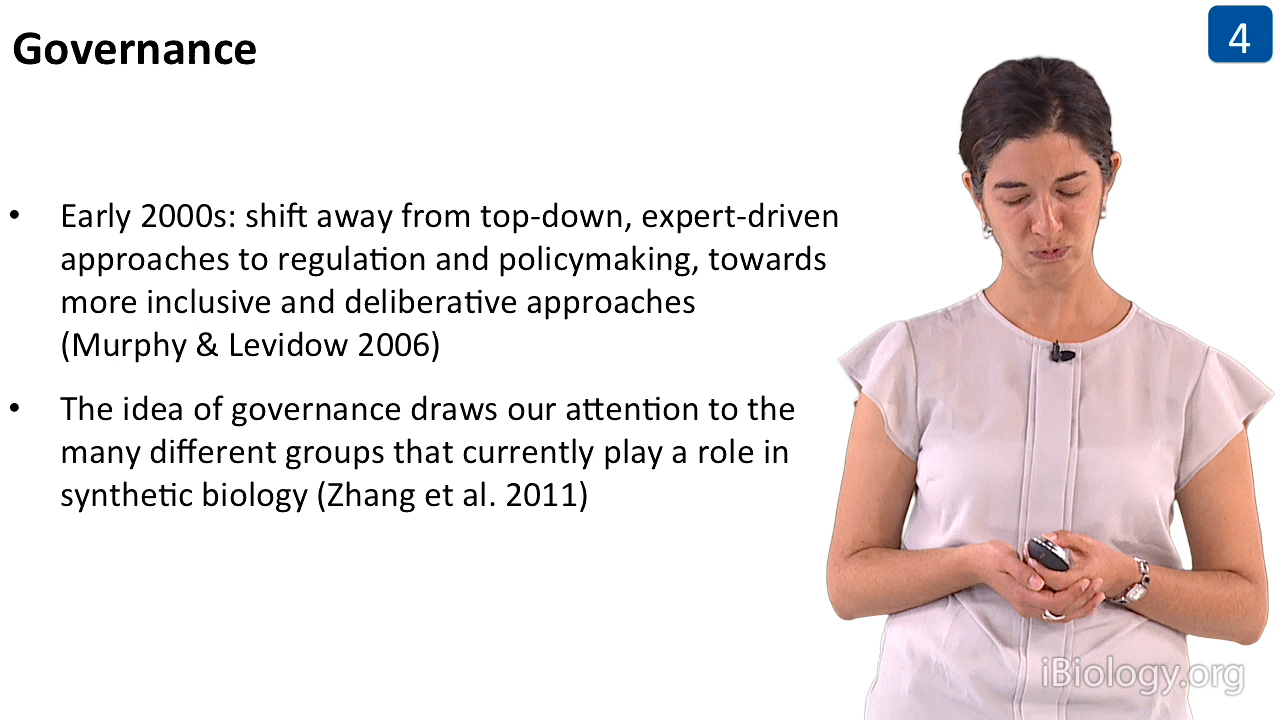 Governance
4
• Early 2000s: shift away from top-down, expert-driven
approaches to regulation and policymaking, towards
more inclusive and deliberative approaches
(Murphy & Levidow 2006)
• The idea of governance draws our attention to the
many different groups that currently play a role in
synthetic biology (Zhang et al. 2011)
iBiology.org